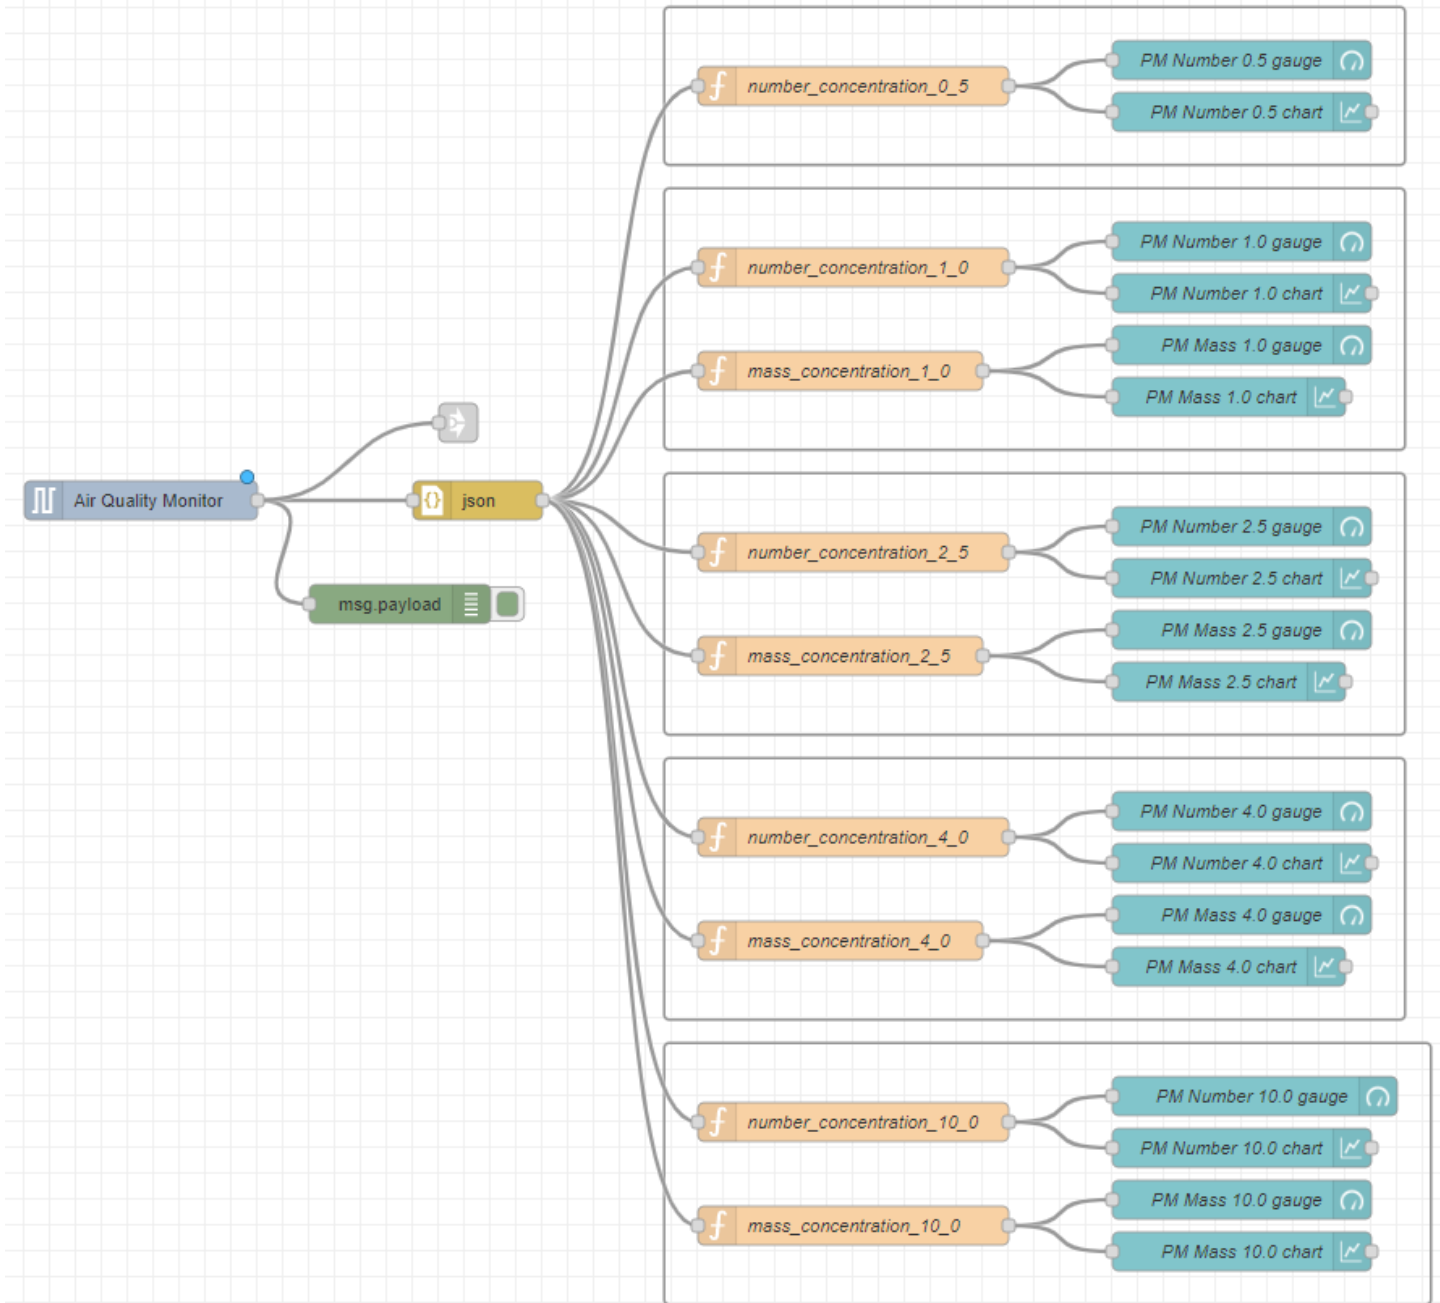 Air Quality Monitor
json
msg.payload
number_concentration_0_5
PM Number 0.5 gauge
PM Number 0.5 chart
number_concentration_1_0
PM Number 1.0 gauge
PM Number 1.0 chart
mass_concentration_1_0
PM Mass 1.0 gauge
PM Mass 1.0 chart
number_concentration_2_5
PM Number 2.5 gauge
PM Number 2.5 chart
mass_concentration_2_5
PM Mass 2.5 gauge
PM Mass 2.5 chart
number_concentration_4_0
PM Number 4.0 gauge
PM Number 4.0 chart
mass_concentration_4_0
PM Mass 4.0 gauge
PM Mass 4.0 chart
number_concentration_10_0
PM Number 10.0 gauge
PM Number 10.0 chart
mass_concentration_10_0
PM Mass 10.0 gauge
PM Mass 10.0 chart